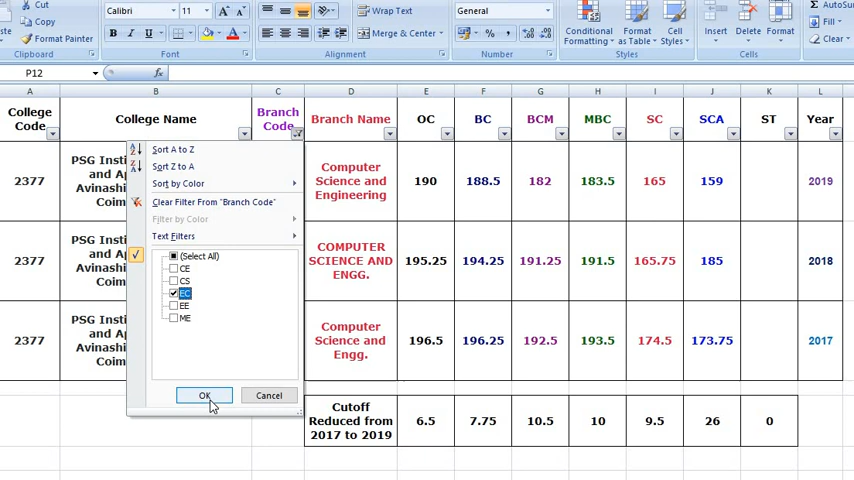 Cut
Copy
Format Painter
Clipboard
Calibri
11
A
A
B I U
A
Font
Wrap Text
Merge & Center
Alignment
General
% ,
Number
Conditional Formatting
Format as Table
Cell Styles
Styles
Insert
Delete
Format
Cells
AutoSu
Fill
Clear
P12
fx
A B C D E F G H I J K L
College Code
College Name
Branch Code
Branch Name
OC
BC
BCM
MBC
SC
SCA
ST
Year
2377
PSG Insti
and Ap
Avinashi
Coim
Computer
Science and
Engineering
190
188.5
182
183.5
165
159
2019
2377
PSG Insti
and Ap
Avinashi
Coim
COMPUTER
SCIENCE AND
ENGG.
195.25
194.25
191.25
191.5
165.75
185
2018
2377
PSG Insti
and Ap
Avinashi
Coim
Computer
Science and
Engg.
196.5
196.25
192.5
193.5
174.5
173.75
2017
Cutoff
Reduced from
2017 to 2019
6.5
7.75
10.5
10
9.5
26
0
Sort A to Z
Sort Z to A
Sort by Color
Clear Filter From "Branch Code"
Filter by Color
Text Filters
(Select All)
CE
CS
EC
EE
ME
OK
Cancel